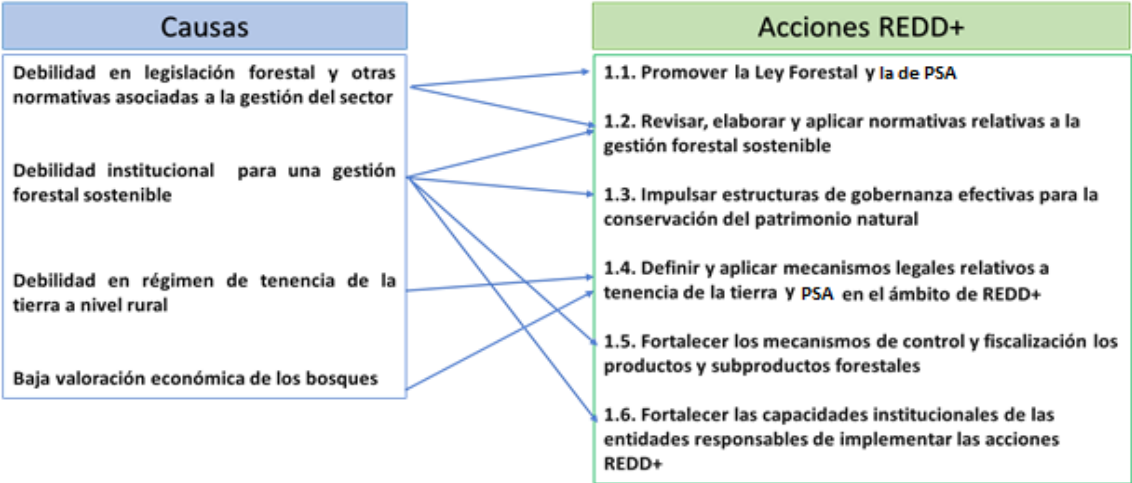 Causas
Debilidad en legislación forestal y otras
normativas asociadas a la gestión del sector
Debilidad institucional para una gestión
forestal sostenible
Debilidad en régimen de tenencia de la
tierra a nivel rural
Baja valoración económica de los bosques
Acciones REDD+
1.1. Promover la Ley Forestal y la de PSA
1.2. Revisar, elaborar y aplicar normativas relativas a la
gestión forestal sostenible
1.3. Impulsar estructuras de gobernanza efectivas para la
conservación del patrimonio natural
1.4. Definir y aplicar mecanismos legales relativos a
tenencia de la tierra y PSA en el ámbito de REDD+
1.5. Fortalecer los mecanismos de control y fiscalización los
productos y subproductos forestales
1.6. Fortalecer las capacidades institucionales de las
entidades responsables de implementar las acciones
REDD+